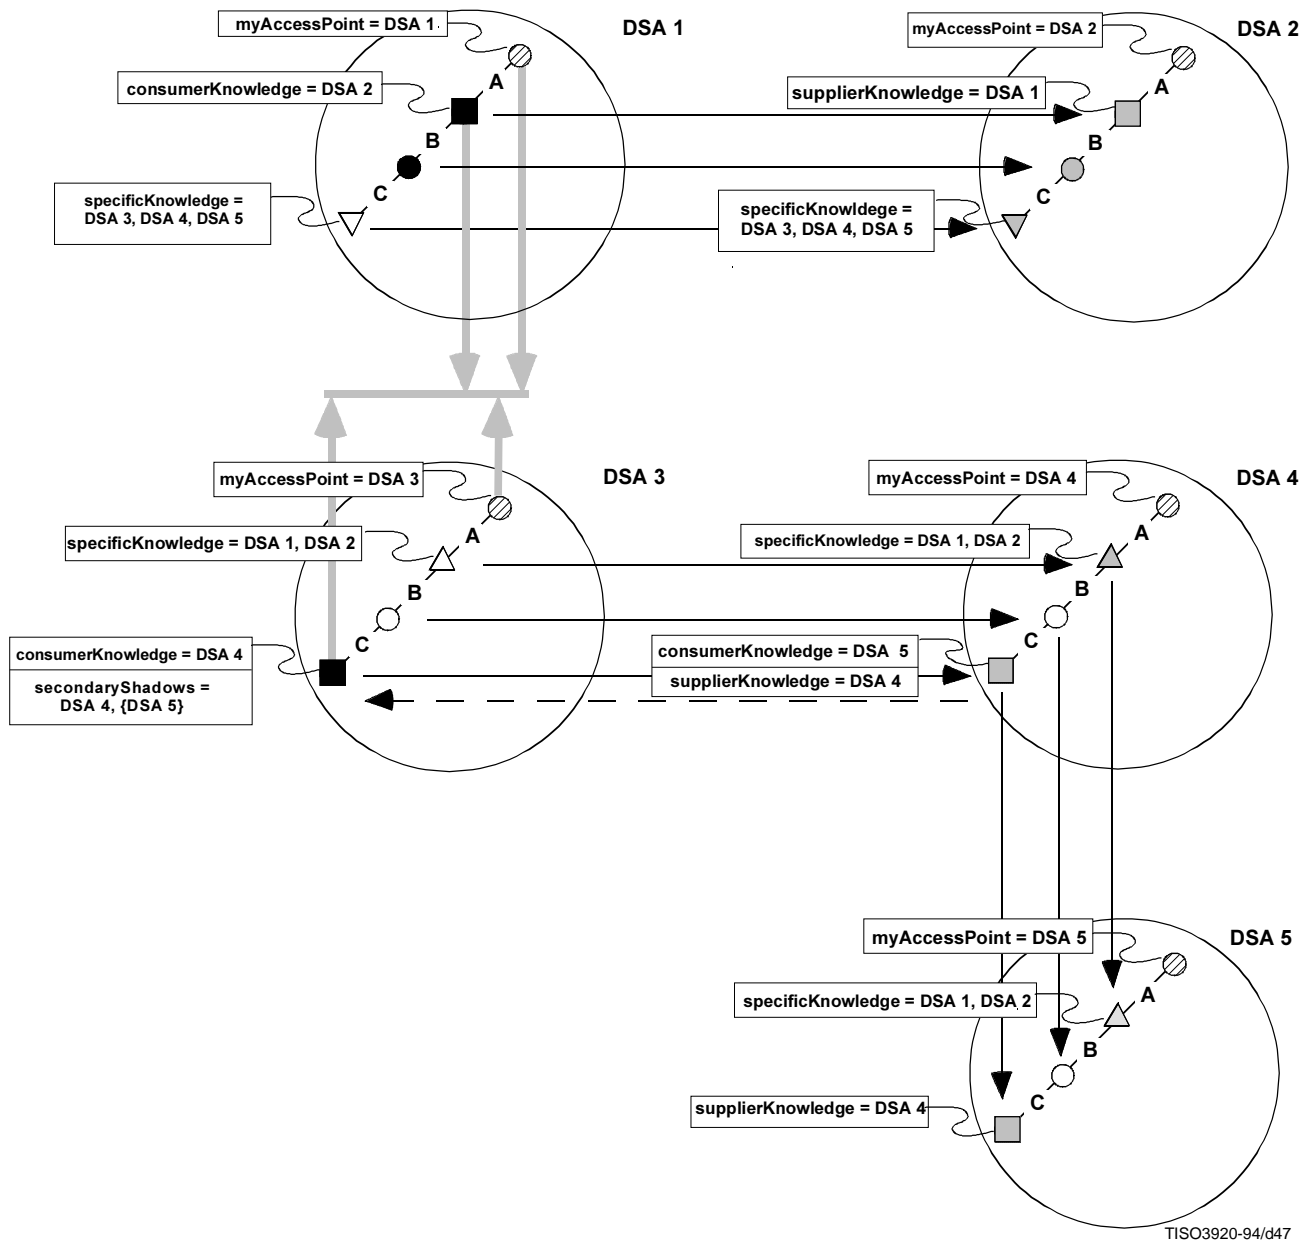 myAccessPoint = DSA 1
DSA 1
myAccessPoint = DSA 2
DSA 2
consumerKnowledge = DSA 2
A
supplierKnowledge = DSA 1
A
B
B
C
C
specificKnowledge =
DSA 3, DSA 4, DSA 5
specificKnowldege =
DSA 3, DSA 4, DSA 5
myAccessPoint = DSA 3
DSA 3
myAccessPoint = DSA 4
DSA 4
specificKnowledge = DSA 1, DSA 2
A
specificKnowledge = DSA 1, DSA 2
A
B
B
C
C
consumerKnowledge = DSA 4
secondaryShadows =
DSA 4, {DSA 5}
consumerKnowledge = DSA 5
supplierKnowledge = DSA 4
myAccessPoint = DSA 5
DSA 5
specificKnowledge = DSA 1, DSA 2
A
B
C
supplierKnowledge = DSA 4
TISO3920-94/d47